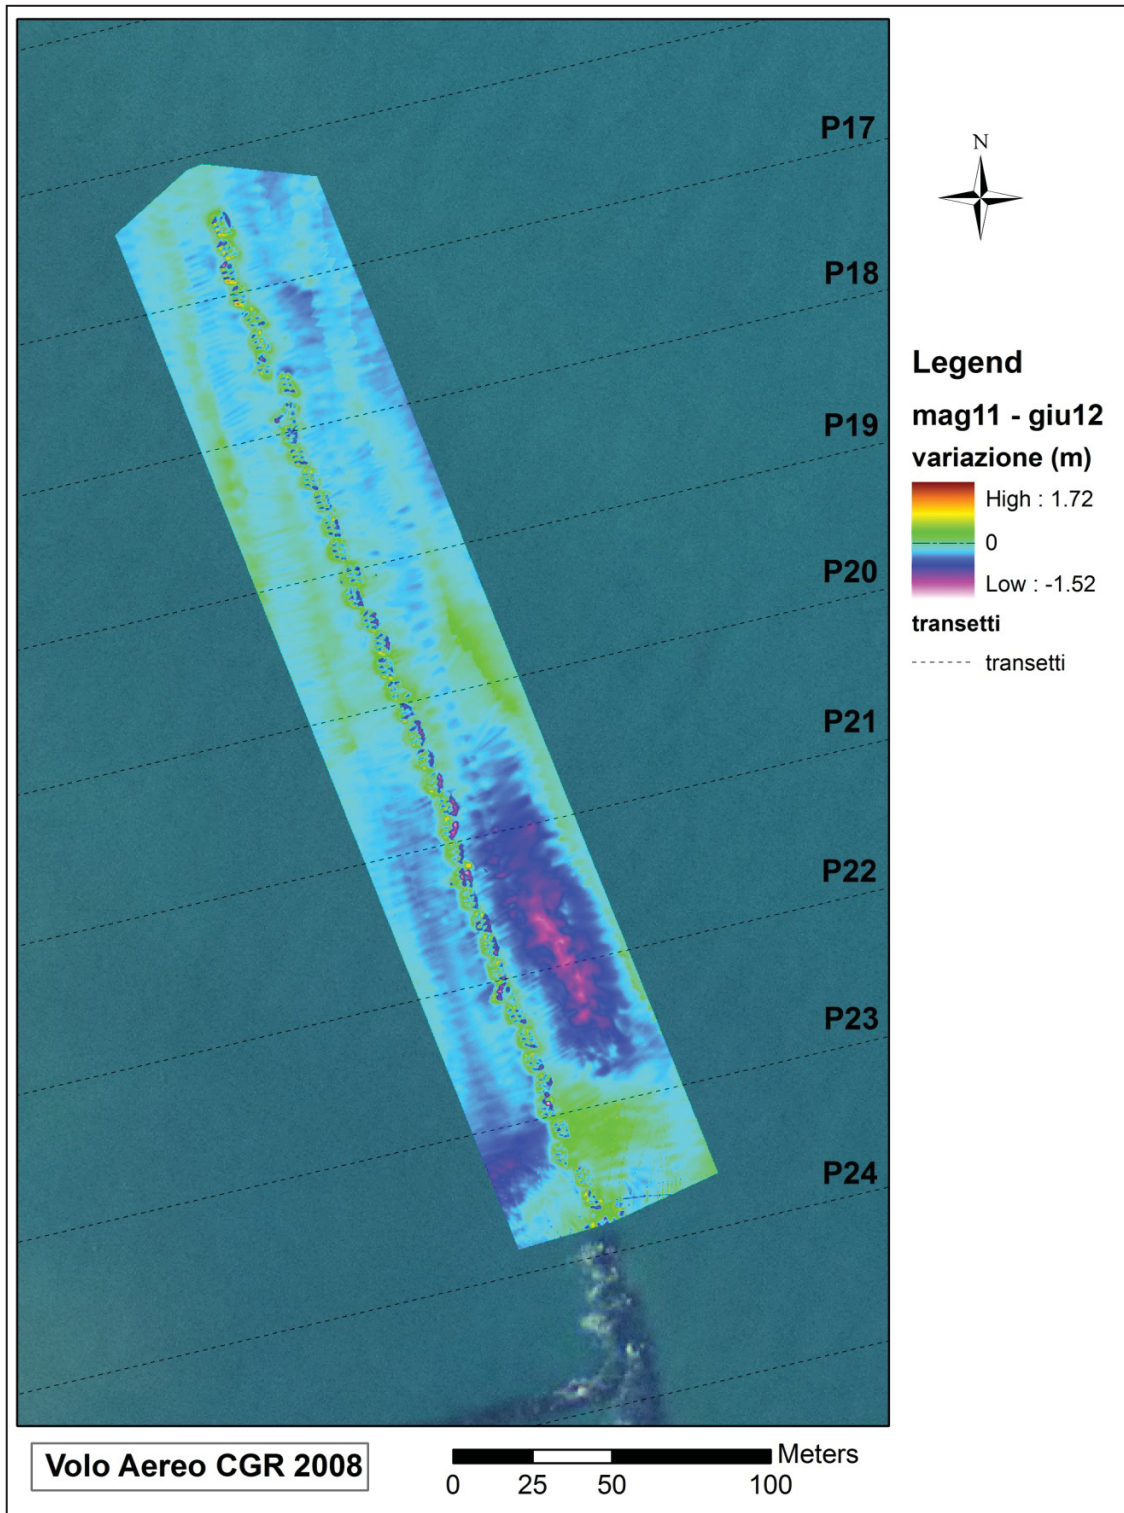 P17
N
P18
P19
P20
P21
P22
P23
P24
Legend
mag11 - giu12
variazione (m)
High : 1.72
0
Low : -1.52
transetti
transetti
Volo Aereo CGR 2008
Meters
0 25 50 100